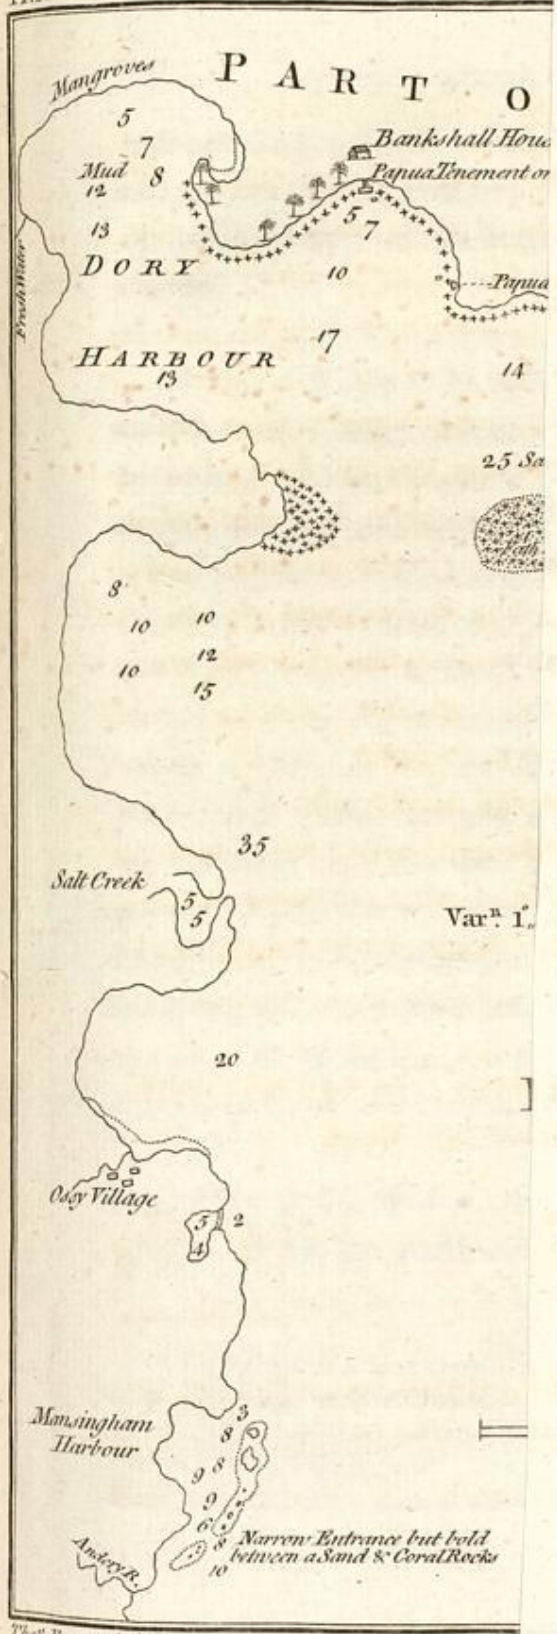 PART O
Mangroves
5
7
Mud 8
12
13
Bankshall Hou
Papua Tenement on
5
7
DORY
10
Fresh Water
Papua
17
HARBOUR
13
14
25 Sa
8
10 10
12
10
15
35
Salt Creek
5
5
Varn. 1°
20
Ossy Village
5 2
4
Mansingham
Harbour
3
8
8
9
9
6
8
10
Narrow Entrance but bold
between a Sand & Coral Rocks
Andery R.